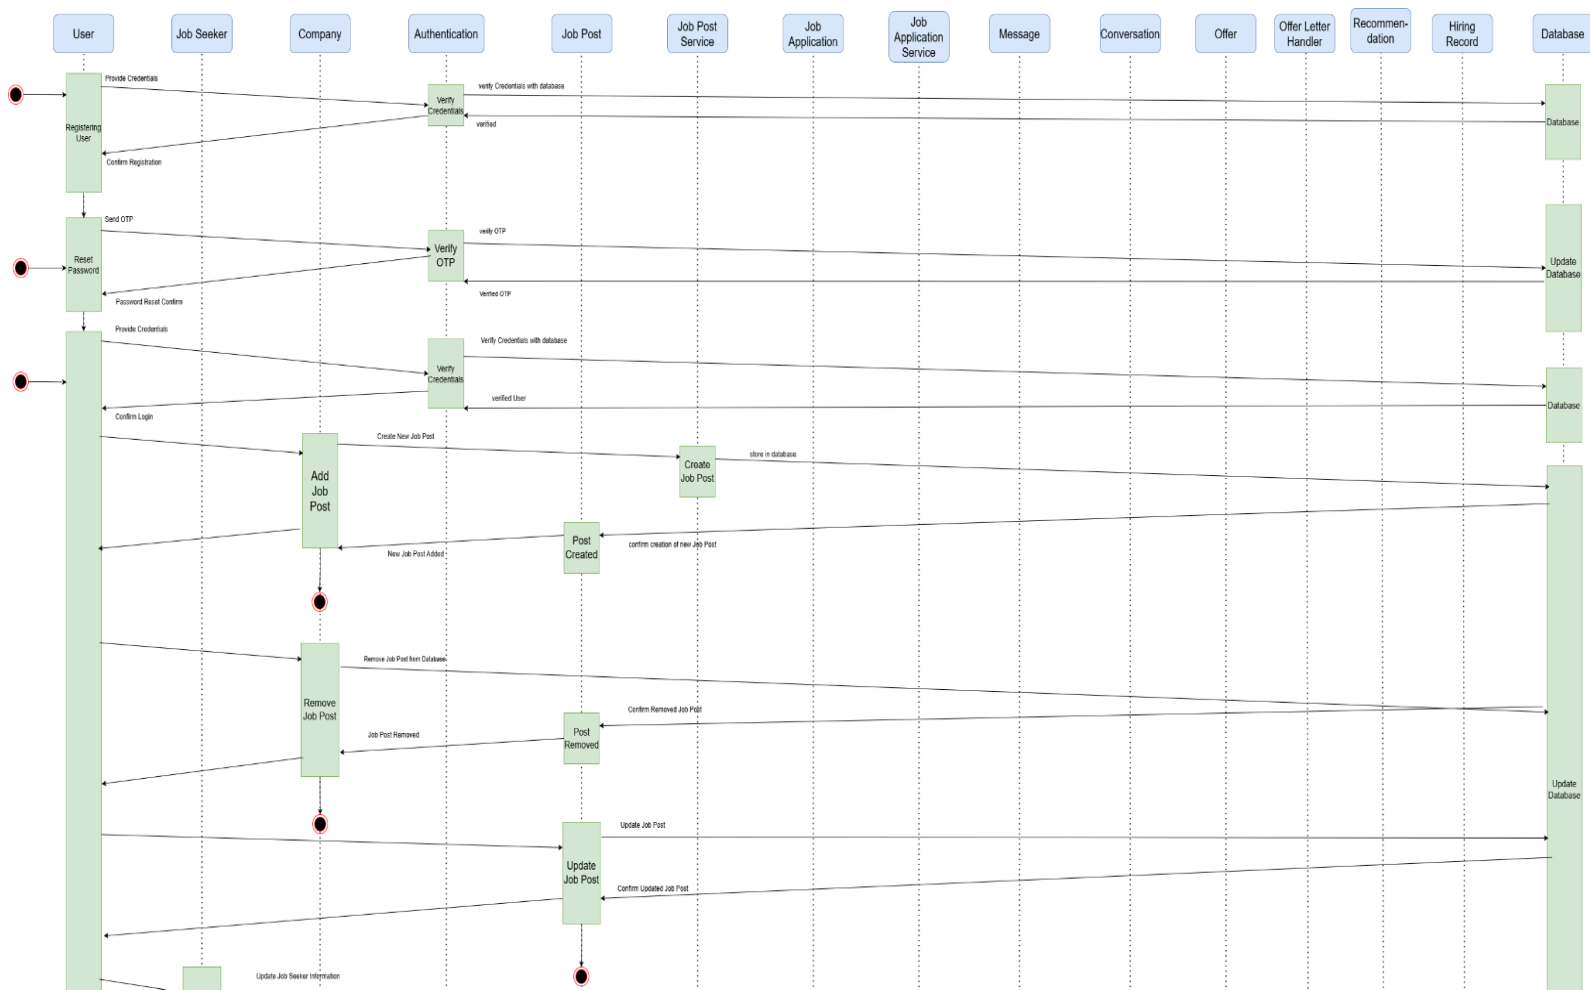 User
Job Seeker
Company
Authentication
Job Post
Job Post
Service
Job
Application
Job
Application
Service
Message
Conversation
Offer
Offer Letter
Handler
Recommen-
dation
Hiring
Record
Database
Provide Credentials
verify Credentials with database
Verify
Credentials
Registering
User
verified
Database
Confirm Registration
Send OTP
verify OTP
Verify
OTP
Reset
Password
Update
Database
Password Reset Confirm
Verified OTP
Provide Credentials
Verify Credentials with database
Verify
Credentials
verified User
Database
Confirm Login
Create New Job Post
store in database
Add
Job
Post
Create
Job Post
Post
Created
confirm creation of new Job Post
New Job Post Added
Remove Job Post from Database
Remove
Job Post
Confirm Removed Job Post
Post
Removed
Job Post Removed
Update
Database
Update Job Post
Update
Job Post
Confirm Updated Job Post
Update Job Seeker Information